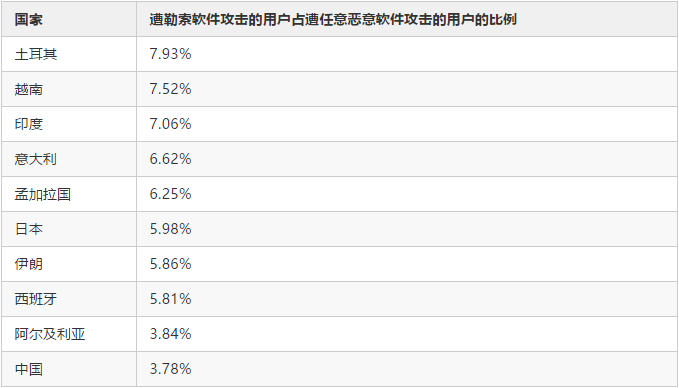 国家 遭勒索软件攻击的用户占遭任意恶意软件攻击的用户的比例
土耳其 7.93%
越南 7.52%
印度 7.06%
意大利 6.62%
孟加拉国 6.25%
日本 5.98%
伊朗 5.86%
西班牙 5.81%
阿尔及利亚 3.84%
中国 3.78%